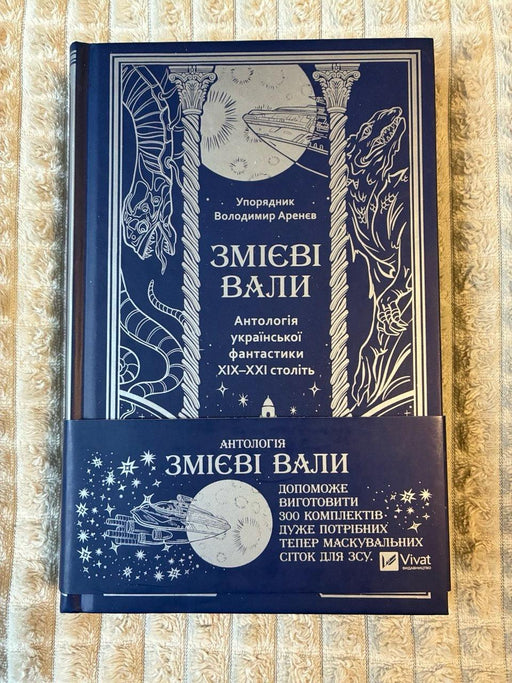 Упорядник
Володимир Аренєв
ЗМІЄВІ
ВАЛИ
Антологія
української
фантастики
XIX–XXI століть
АНТОЛОГІЯ
ЗМІЄВІ ВАЛИ
ДОПОМОЖЕ
ВИГОТОВИТИ
300 КОМПЛЕКТІВ
ДУЖЕ ПОТРІБНИХ
ТЕПЕР МАСКУВАЛЬНИХ
СІТОК ДЛЯ ЗСУ.
Vivat
ВИДАВНИЦТВО